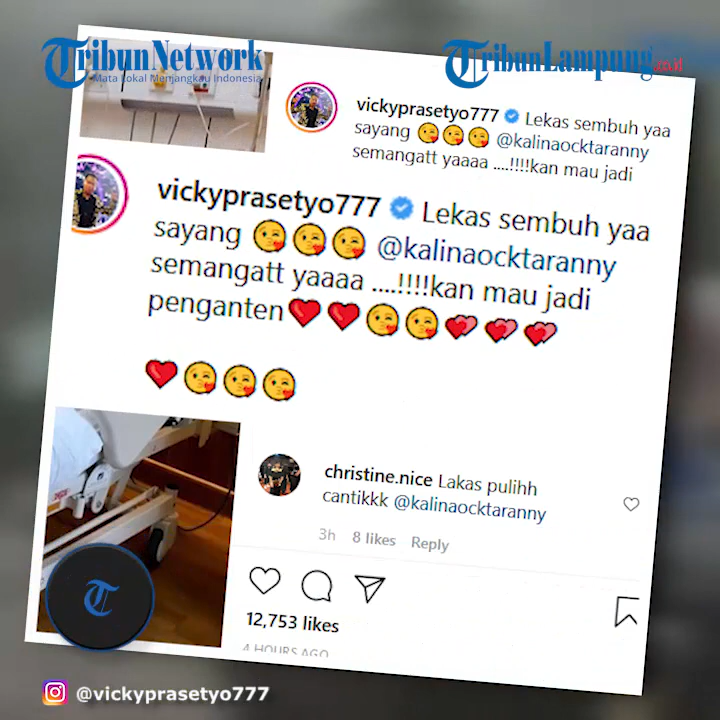 TribunNetwork
Mata Lokal Menjangkau Indonesia
TribunLampung.co.id
vickyprasetyo777 Lekas sembuh yaa
sayang 😘😘😘 @kalinaocktaranny
semangatt yaaaa ....!!!!kan mau jadi
vickyprasetyo777 Lekas sembuh yaa
sayang 😘😘😘 @kalinaocktaranny
semangatt yaaaa ....!!!!kan mau jadi
penganten❤️❤️😘😘💞💞💞
❤️😘😘😘
christine.nice Lakas pulihh
cantikkk @kalinaocktaranny
3h 8 likes Reply
12,753 likes
4 HOURS AGO
T
@vickyprasetyo777